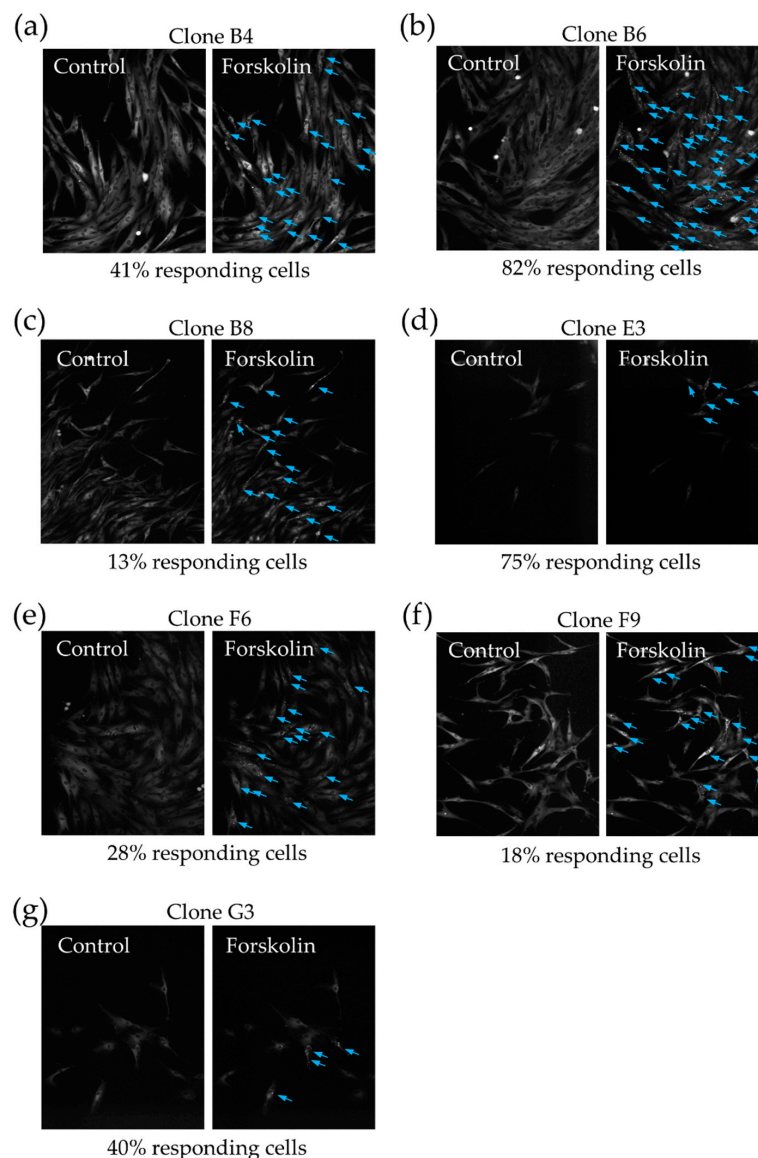 (a)
Clone B4
Control
Forskolin
41% responding cells
(b)
Clone B6
Control
Forskolin
82% responding cells
(c)
Clone B8
Control
Forskolin
13% responding cells
(d)
Clone E3
Control
Forskolin
75% responding cells
(e)
Clone F6
Control
Forskolin
28% responding cells
(f)
Clone F9
Control
Forskolin
18% responding cells
(g)
Clone G3
Control
Forskolin
40% responding cells